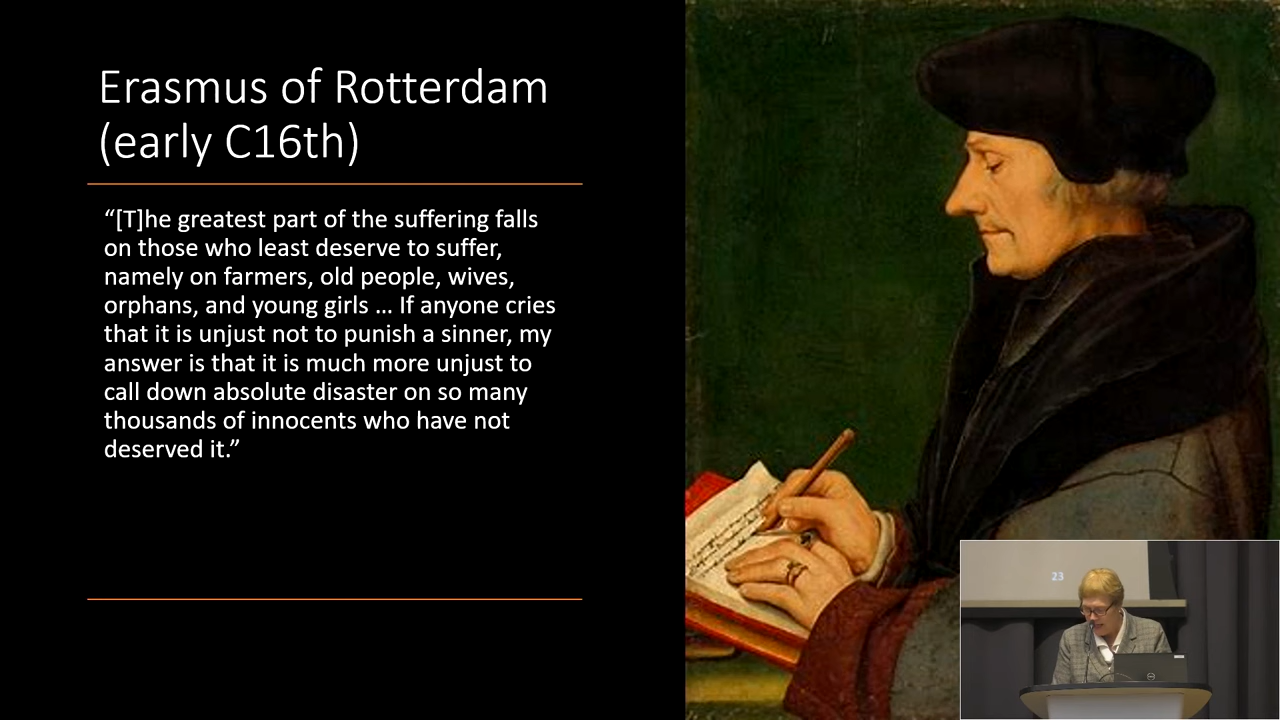 Erasmus of Rotterdam
(early C16th)
“[T]he greatest part of the suffering falls
on those who least deserve to suffer,
namely on farmers, old people, wives,
orphans, and young girls … If anyone cries
that it is unjust not to punish a sinner, my
answer is that it is much more unjust to
call down absolute disaster on so many
thousands of innocents who have not
deserved it.”
23